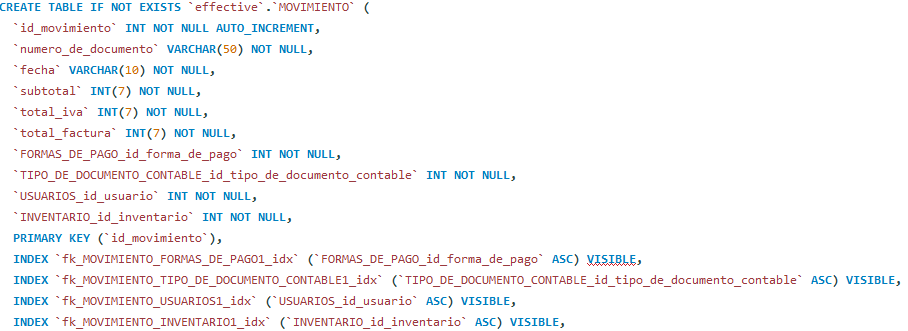 CREATE TABLE IF NOT EXISTS `effective`.`MOVIMIENTO` (
`id_movimiento` INT NOT NULL AUTO_INCREMENT,
`numero_de_documento` VARCHAR(50) NOT NULL,
`fecha` VARCHAR(10) NOT NULL,
`subtotal` INT(7) NOT NULL,
`total_iva` INT(7) NOT NULL,
`total_factura` INT(7) NOT NULL,
`FORMAS_DE_PAGO_id_forma_de_pago` INT NOT NULL,
`TIPO_DE_DOCUMENTO_CONTABLE_id_tipo_de_documento_contable` INT NOT NULL,
`USUARIOS_id_usuario` INT NOT NULL,
`INVENTARIO_id_inventario` INT NOT NULL,
PRIMARY KEY (`id_movimiento`),
INDEX `fk_MOVIMIENTO_FORMAS_DE_PAGO1_idx` (`FORMAS_DE_PAGO_id_forma_de_pago` ASC) VISIBLE,
INDEX `fk_MOVIMIENTO_TIPO_DE_DOCUMENTO_CONTABLE1_idx` (`TIPO_DE_DOCUMENTO_CONTABLE_id_tipo_de_documento_contable` ASC) VISIBLE,
INDEX `fk_MOVIMIENTO_USUARIOS1_idx` (`USUARIOS_id_usuario` ASC) VISIBLE,
INDEX `fk_MOVIMIENTO_INVENTARIO1_idx` (`INVENTARIO_id_inventario` ASC) VISIBLE,